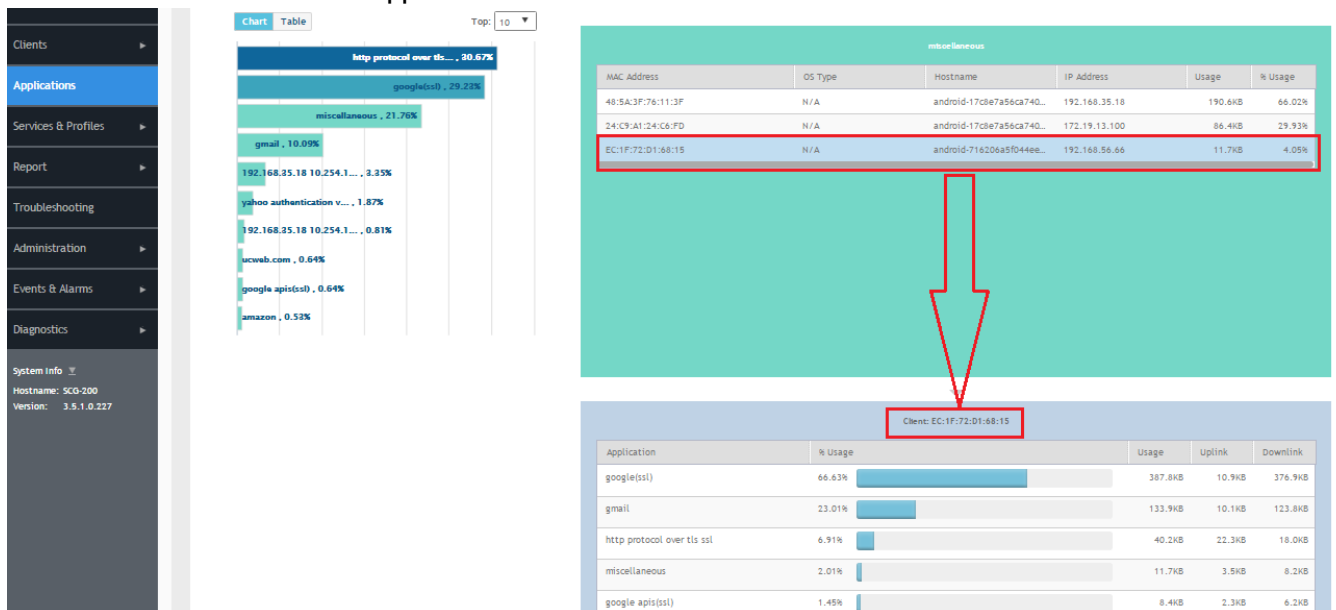 Clients
Applications
Services & Profiles
Report
Troubleshooting
Administration
Events & Alarms
Diagnostics
System Info
Hostname: SCG-200
Version: 3.5.1.0.227
Chart Table Top: 10
http protocol over tls... , 30.67%
google(ssl) , 29.23%
miscellaneous , 21.76%
gmail , 10.09%
192.168.35.18 10.254.1... , 3.35%
yahoo authentication v... , 1.87%
192.168.35.18 10.254.1... , 0.81%
ucweb.com , 0.64%
google apis(ssl) , 0.64%
amazon , 0.53%
miscellaneous
MAC Address OS Type Hostname IP Address Usage % Usage
48:5A:3F:76:11:3F N/A android-17c8e7a56ca740... 192.168.35.18 190.6KB 66.02%
24:C9:A1:24:C6:FD N/A android-17c8e7a56ca740... 172.19.13.100 86.4KB 29.93%
EC:1F:72:D1:68:15 N/A android-716206a5f044ee... 192.168.56.66 11.7KB 4.05%
Client: EC:1F:72:D1:68:15
Application % Usage Usage Uplink Downlink
google(ssl) 66.63% 387.8KB 10.9KB 376.9KB
gmail 23.01% 133.9KB 10.1KB 123.8KB
http protocol over tls ssl 6.91% 40.2KB 22.3KB 18.0KB
miscellaneous 2.01% 11.7KB 3.5KB 8.2KB
google apis(ssl) 1.45% 8.4KB 2.3KB 6.2KB